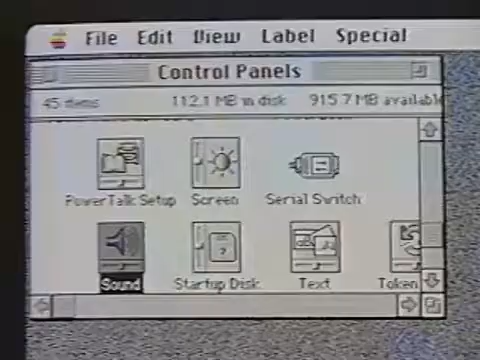 File Edit View Label Special
Control Panels
45 items 112.1 MB in disk 915.7 MB available
PowerTalk Setup Screen Serial Switch
Sound Startup Disk Text Token